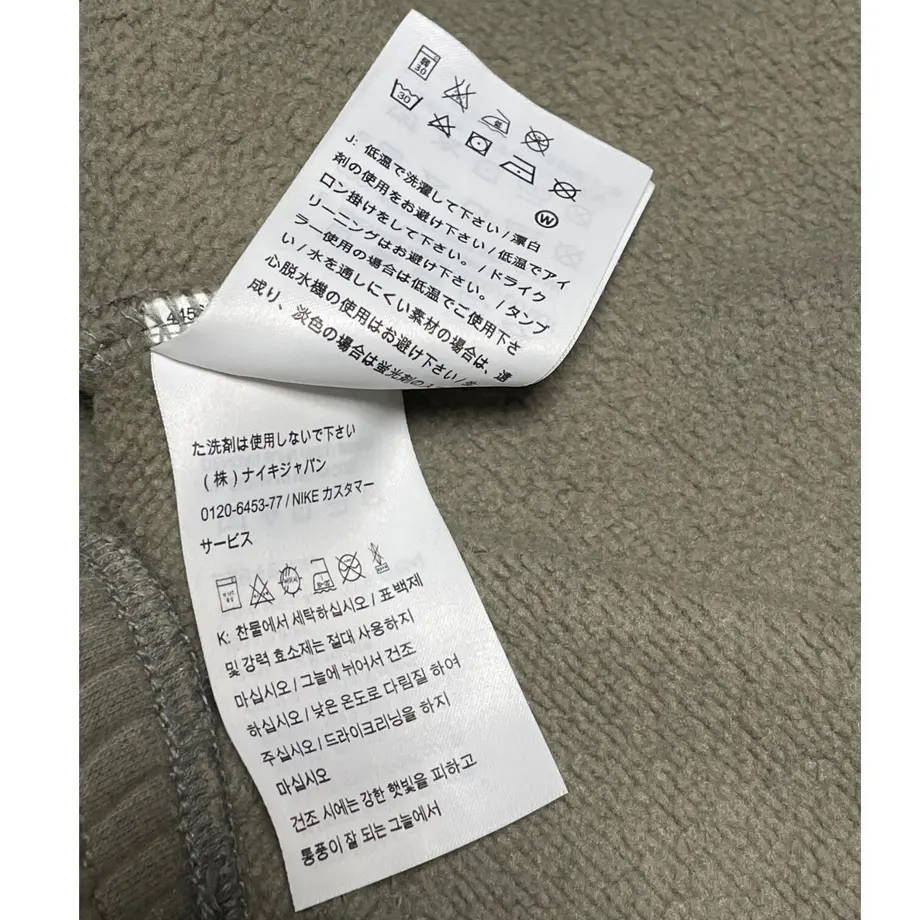 弱
30
30
J: 低温で洗濯して下さい / 漂白
剤の使用をお避け下さい / 低温でアイ
ロン掛けをして下さい。 / ドライク
リーニングはお避け下さい。 / タンブ
ラー使用の場合は低温でご使用下さ
い / 水を通しにくい素材の場合は、遠
心脱水機の使用はお避け下さい /
成り、淡色の場合は蛍光剤の入
W
415
た洗剤は使用しないで下さい
(株)ナイキジャパン
0120-6453-77 / NIKE カスタマー
サービス
K: 찬물에서 세탁하십시오 / 표백제
및 강력 효소제는 절대 사용하지
마십시오 / 그늘에 뉘어서 건조
하십시오 / 낮은 온도로 다림질 하여
주십시오 / 드라이크리닝을 하지
마십시오
건조 시에는 강한 햇빛을 피하고
통풍이 잘 되는 그늘에서